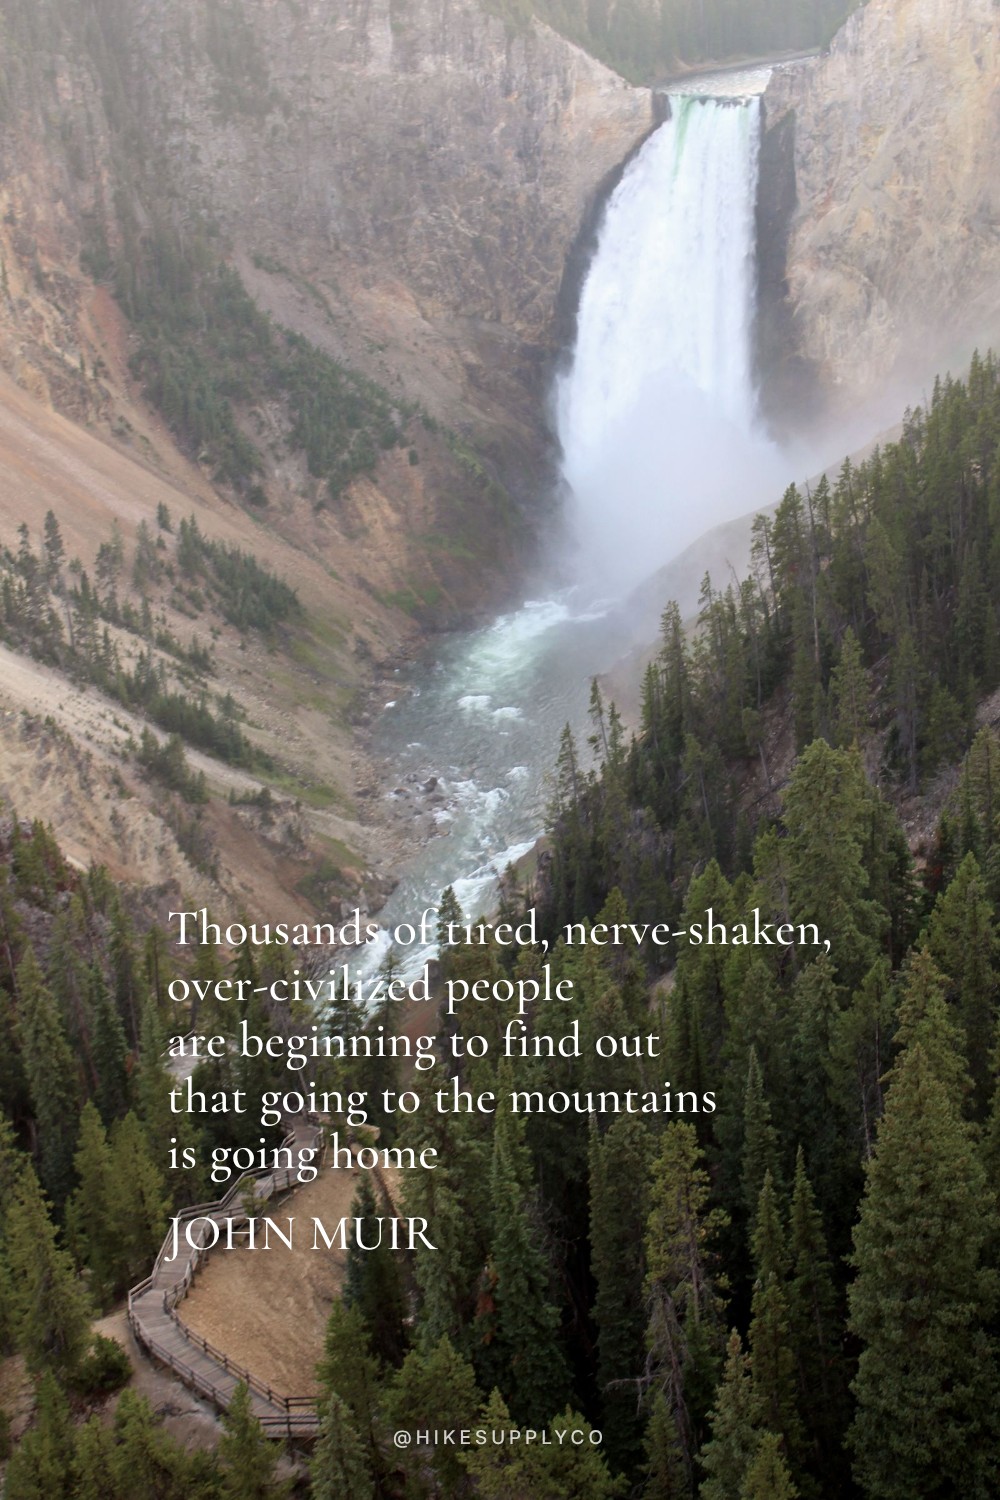 Thousands of tired, nerve-shaken,
over-civilized people
are beginning to find out
that going to the mountains
is going home
JOHN MUIR
@HIKESUPPLYCO